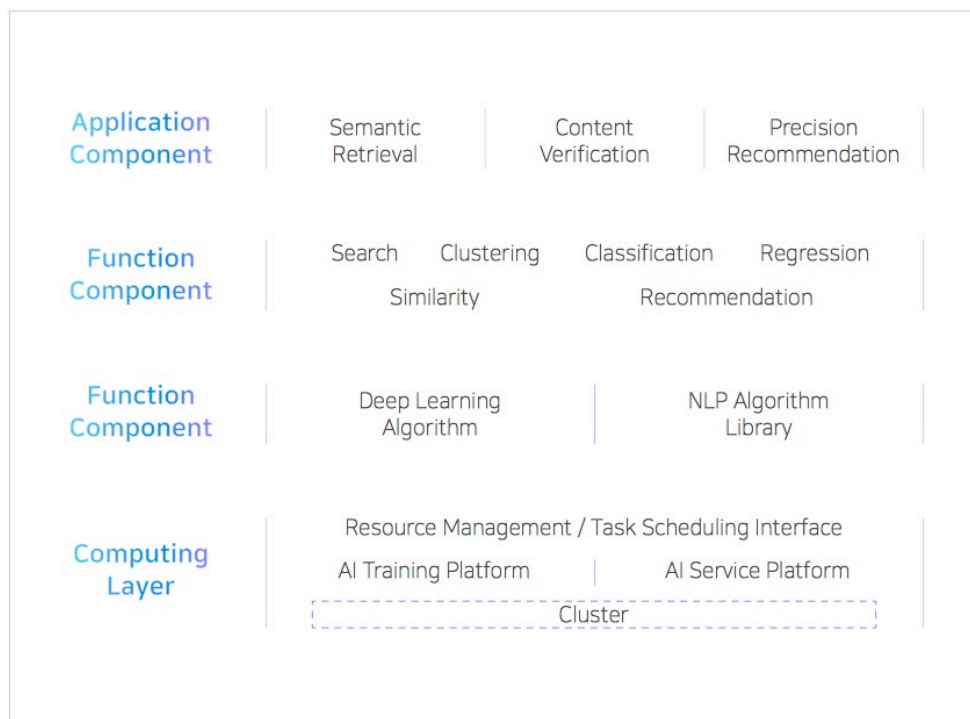 Application
Component
Semantic
Retrieval
Content
Verification
Precision
Recommendation
Function
Component
Search Clustering Classification Regression
Similarity Recommendation
Function
Component
Deep Learning
Algorithm
NLP Algorithm
Library
Computing
Layer
Resource Management / Task Scheduling Interface
AI Training Platform AI Service Platform
Cluster